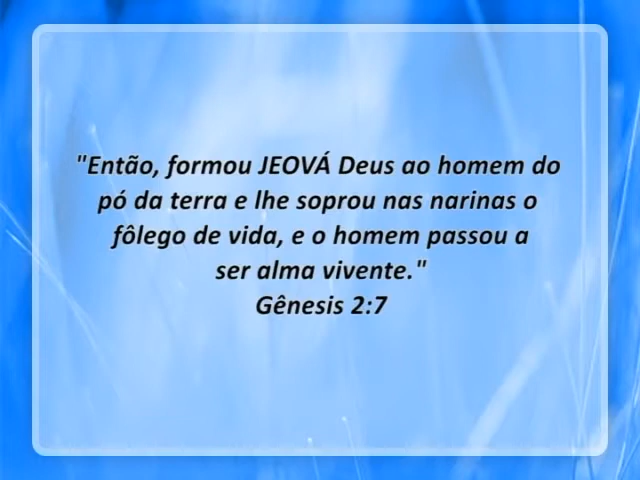 "Então, formou JEOVÁ Deus ao homem do
pó da terra e lhe soprou nas narinas o
fôlego de vida, e o homem passou a
ser alma vivente."
Gênesis 2:7